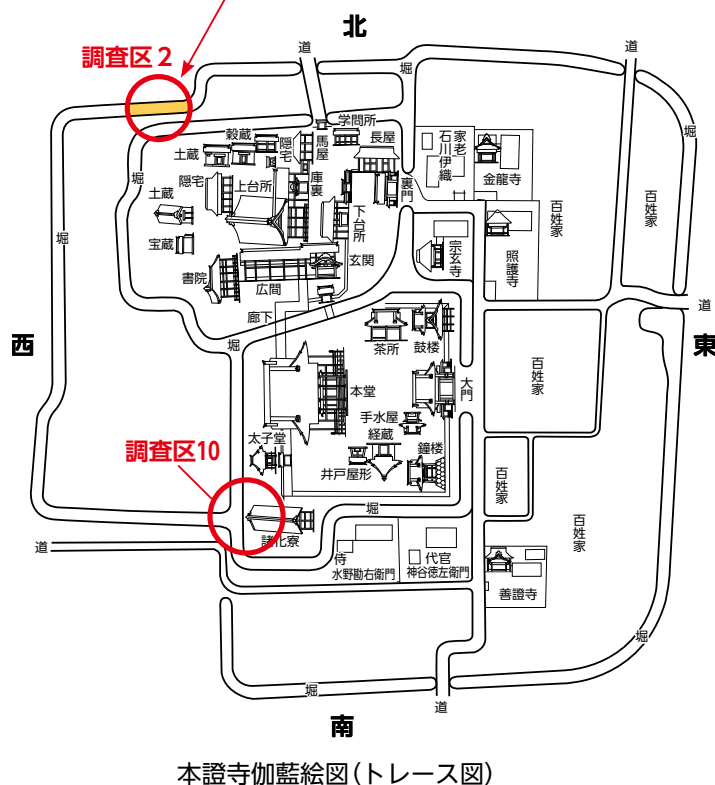 北
道
堀
道
調査区2
学問所
穀蔵
隠宅
馬屋
長屋
家老
石川伊織
金龍寺
堀
土蔵
堀
土蔵
隠宅
上台所
庫裏
裏門
百姓家
百姓家
堀
宝蔵
下台所
宗玄寺
照護寺
書院
広間
玄関
廊下
道
西
堀
茶所
鼓楼
東
大門
百姓家
本堂
手水屋
調査区10
太子堂
経蔵
鐘楼
井戸屋形
百姓家
堀
諸化寮
百姓家
道
侍
水野勘右衛門
代官
神谷徳左衛門
善證寺
堀
堀
道
南
本證寺伽藍絵図(トレース図)